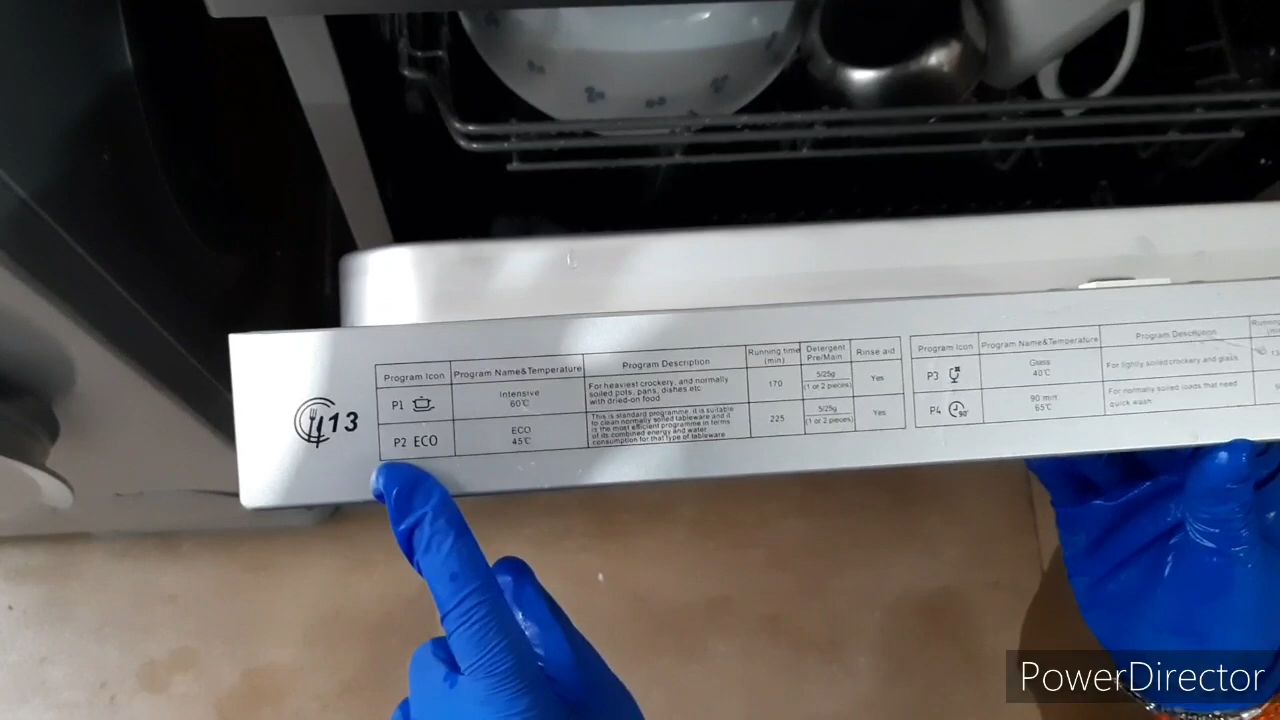 13
Program Icon Program Name&Temperature Program Description Running time (min) Detergent Pre/Main Rinse aid
P1 Intensive 60℃ For heaviest crockery, and normally soiled pots, pans, dishes etc with dried-on food 170 5/25g (1 or 2 pieces) Yes
P2 ECO ECO 45℃ This is standard programme, it is suitable to clean normally soiled tableware and it is the most efficient programme in terms of its combined energy and water consumption for that type of tableware 225 5/25g (1 or 2 pieces) Yes
Program Icon Program Name&Temperature Program Description
P3 Glass 40℃ For lightly soiled crockery and glass
P4 90' 90 min 65℃ For normally soiled loads that need quick wash
PowerDirector